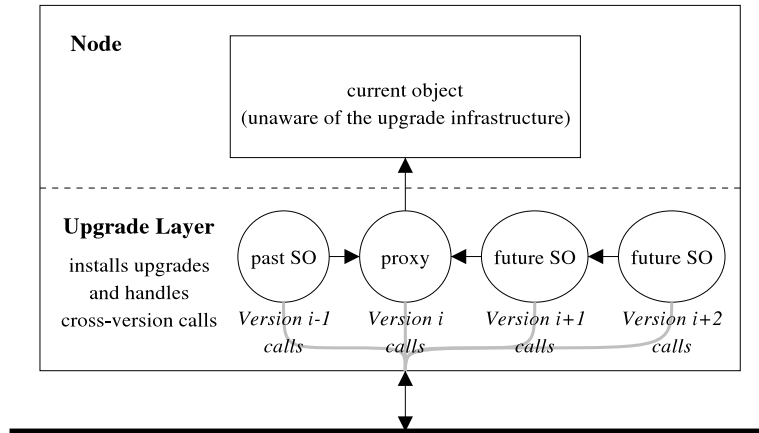 Node
current object
(unaware of the upgrade infrastructure)
Upgrade Layer
installs upgrades
and handles
cross-version calls
past SO
proxy
future SO
future SO
Version i-1
calls
Version i
calls
Version i+1
calls
Version i+2
calls